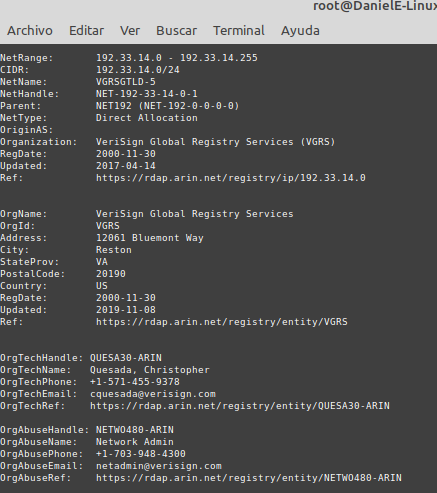 root@DanielE-Linux
Archivo Editar Ver Buscar Terminal Ayuda
NetRange: 192.33.14.0 - 192.33.14.255
CIDR: 192.33.14.0/24
NetName: VGRSGTLD-5
NetHandle: NET-192-33-14-0-1
Parent: NET192 (NET-192-0-0-0-0)
NetType: Direct Allocation
OriginAS:
Organization: VeriSign Global Registry Services (VGRS)
RegDate: 2000-11-30
Updated: 2017-04-14
Ref: https://rdap.arin.net/registry/ip/192.33.14.0
OrgName: VeriSign Global Registry Services
OrgId: VGRS
Address: 12061 Bluemont Way
City: Reston
StateProv: VA
PostalCode: 20190
Country: US
RegDate: 2000-11-30
Updated: 2019-11-08
Ref: https://rdap.arin.net/registry/entity/VGRS
OrgTechHandle: QUESA30-ARIN
OrgTechName: Quesada, Christopher
OrgTechPhone: +1-571-455-9378
OrgTechEmail: cquesada@verisign.com
OrgTechRef: https://rdap.arin.net/registry/entity/QUESA30-ARIN
OrgAbuseHandle: NETWO480-ARIN
OrgAbuseName: Network Admin
OrgAbusePhone: +1-703-948-4300
OrgAbuseEmail: netadmin@verisign.com
OrgAbuseRef: https://rdap.arin.net/registry/entity/NETWO480-ARIN